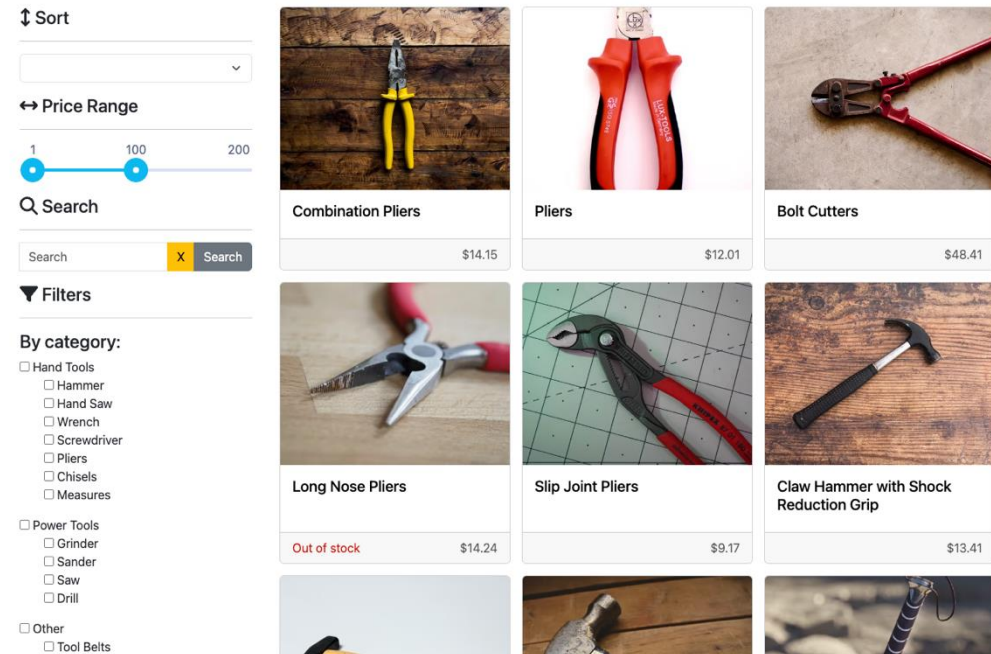 Sort
Price Range
1 100 200
Search
Search X Search
Filters
By category:
Hand Tools
Hammer
Hand Saw
Wrench
Screwdriver
Pliers
Chisels
Measures
Power Tools
Grinder
Sander
Saw
Drill
Other
Tool Belts
Combination Pliers
$14.15
LUX-TOOLS
Pliers
$12.01
Bolt Cutters
$48.41
Long Nose Pliers
Out of stock $14.24
KNIPEX
Slip Joint Pliers
$9.17
Claw Hammer with Shock
Reduction Grip
$13.41